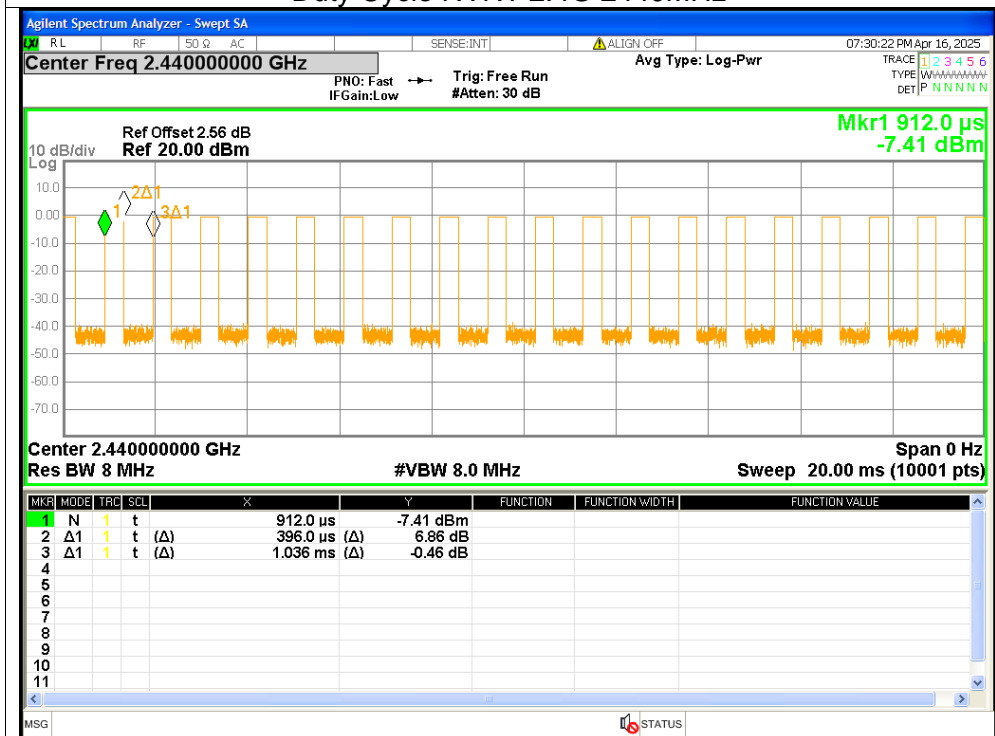 Agilent Spectrum Analyzer - Swept SA
LXI RL RF 50 Ω AC SENSE:INT ALIGN OFF 07:30:22 PM Apr 16, 2025
Center Freq 2.440000000 GHz Avg Type: Log-Pwr TRACE 1 2 3 4 5 6
PNO: Fast Trig: Free Run TYPE
IFGain:Low #Atten: 30 dB DET P N N N N N
Mkr1 912.0 µs
Ref Offset 2.56 dB
10 dB/div Ref 20.00 dBm -7.41 dBm
Log
10.0
2Δ1
1 3Δ1
0.00
-10.0
-20.0
-30.0
-40.0
-50.0
-60.0
-70.0
Center 2.440000000 GHz Span 0 Hz
Res BW 8 MHz #VBW 8.0 MHz Sweep 20.00 ms (10001 pts)
MKR MODE TRC SCL X Y FUNCTION FUNCTION WIDTH FUNCTION VALUE
1 N 1 t 912.0 µs -7.41 dBm
2 Δ1 1 t (Δ) 396.0 µs (Δ) 6.86 dB
3 Δ1 1 t (Δ) 1.036 ms (Δ) -0.46 dB
4
5
6
7
8
9
10
11
MSG STATUS